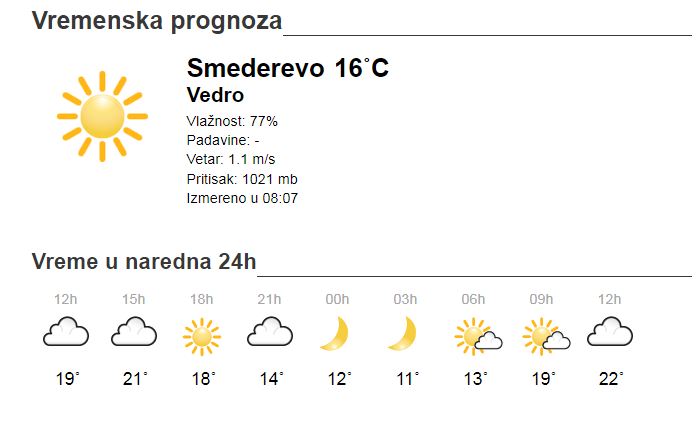 Vremenska prognoza
Smederevo 16°C
Vedro
Vlažnost: 77%
Padavine: -
Vetar: 1.1 m/s
Pritisak: 1021 mb
Izmereno u 08:07
Vreme u naredna 24h
12h 15h 18h 21h 00h 03h 06h 09h 12h
19° 21° 18° 14° 12° 11° 13° 19° 22°